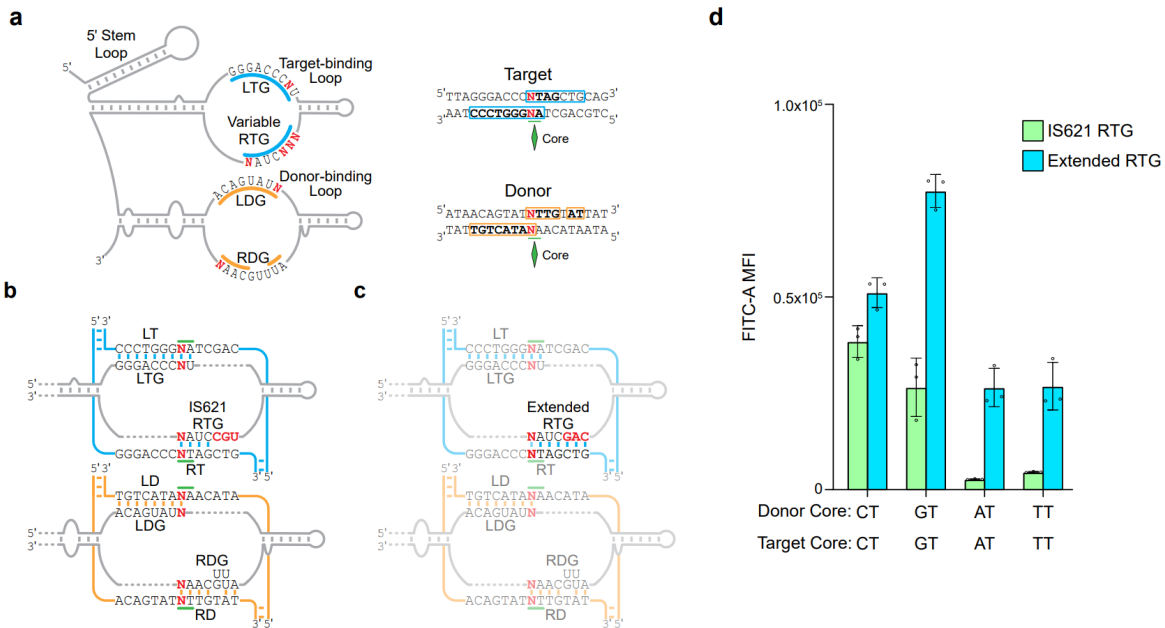 a
5' Stem
Loop
5'
GGGACCCNU
Target-binding
Loop
LTG
Variable
RTG
NAUCNNN
ACAGUAUN
Donor-binding
Loop
LDG
RDG
NAACGUUUA
3'
Target
5'TTAGGGACCCNTAGCTGCAG3'
3'AATCCCTGGGNATCGACGTC5'
Core
Donor
5'ATAACAGTATNTTGTATTAT3'
3'TATTGTCATANAACATAATA5'
Core
b
5' 3'
LT
CCCTGGGNATCGAC
GGGACCCNU
LTG
5'
3'
IS621
RTG
NAUCCGU
GGGACCCNTAGCTG
RT
3' 5'
5' 3'
LD
TGTCATANAACATA
ACAGUAUN
LDG
5'
3'
RDG
UU
NAACGUA
ACAGTATNTTGTAT
RD
3' 5'
c
5' 3'
LT
CCCTGGGNATCGAC
GGGACCCNU
LTG
5'
3'
Extended
RTG
NAUCGAC
GGGACCCNTAGCTG
RT
3' 5'
5' 3'
LD
TGTCATANAACATA
ACAGUAUN
LDG
5'
3'
RDG
UU
NAACGUA
ACAGTATNTTGTAT
RD
3' 5'
d
1.0x10⁵
0.5x10⁵
0
FITC-A MFI
IS621 RTG
Extended RTG
Donor Core: CT GT AT TT
Target Core: CT GT AT TT